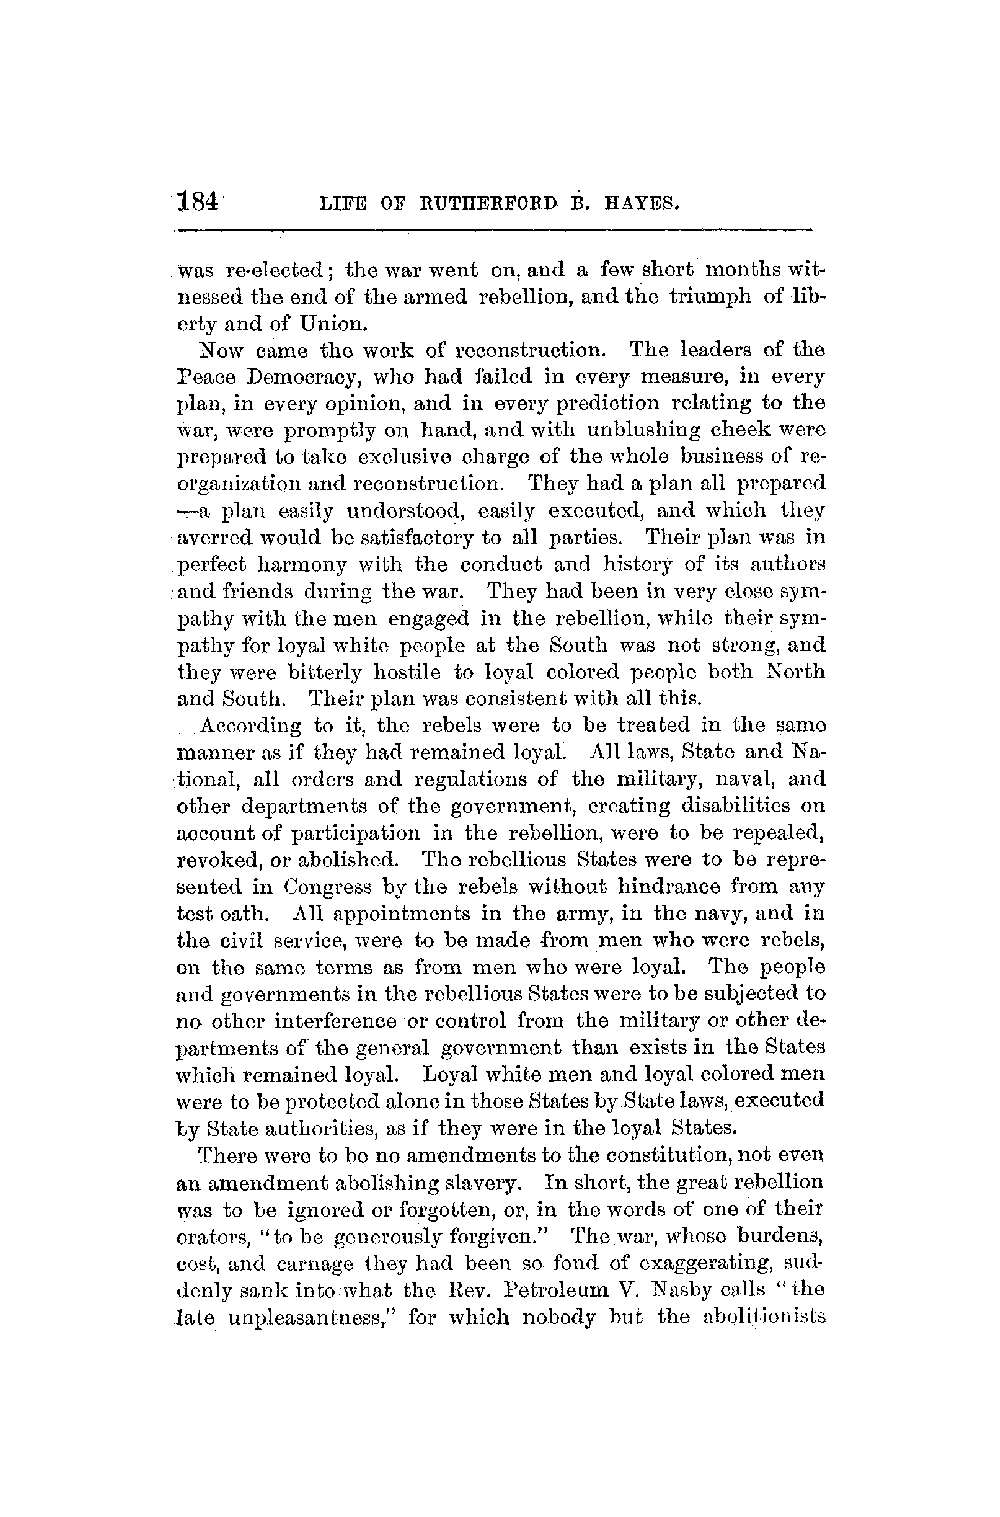 184 LIFE OF RUTHERFORD B. HAYES.
was re-elected; the war went on, and a few short months wit-
nessed the end of the armed rebellion, and the triumph of lib-
erty and of Union.
Now came the work of reconstruction. The leaders of the
Peace Democracy, who had failed in every measure, in every
plan, in every opinion, and in every prediction relating to the
war, were promptly on hand, and with unblushing cheek were
prepared to take exclusive charge of the whole business of re-
organization and reconstruction. They had a plan all prepared
—a plan easily understood, easily executed, and which they
averred would be satisfactory to all parties. Their plan was in
perfect harmony with the conduct and history of its authors
and friends during the war. They had been in very close sym-
pathy with the men engaged in the rebellion, while their sym-
pathy for loyal white people at the South was not strong, and
they were bitterly hostile to loyal colored people both North
and South. Their plan was consistent with all this.
According to it, the rebels were to be treated in the same
manner as if they had remained loyal. All laws, State and Na-
tional, all orders and regulations of the military, naval, and
other departments of the government, creating disabilities on
account of participation in the rebellion, were to be repealed,
revoked, or abolished. The rebellious States were to be repre-
sented in Congress by the rebels without hindrance from any
test oath. All appointments in the army, in the navy, and in
the civil service, were to be made from men who were rebels,
on the same terms as from men who were loyal. The people
and governments in the rebellious States were to be subjected to
no other interference or control from the military or other de-
partments of the general government than exists in the States
which remained loyal. Loyal white men and loyal colored men
were to be protected alone in those States by State laws, executed
by State authorities, as if they were in the loyal States.
There were to be no amendments to the constitution, not even
an amendment abolishing slavery. In short, the great rebellion
was to be ignored or forgotten, or, in the words of one of their
orators, "to be generously forgiven." The war, whose burdens,
cost, and carnage they had been so fond of exaggerating, sud-
denly sank into what the Rev. Petroleum V. Nasby calls "the
late unpleasantness," for which nobody but the abolitionists